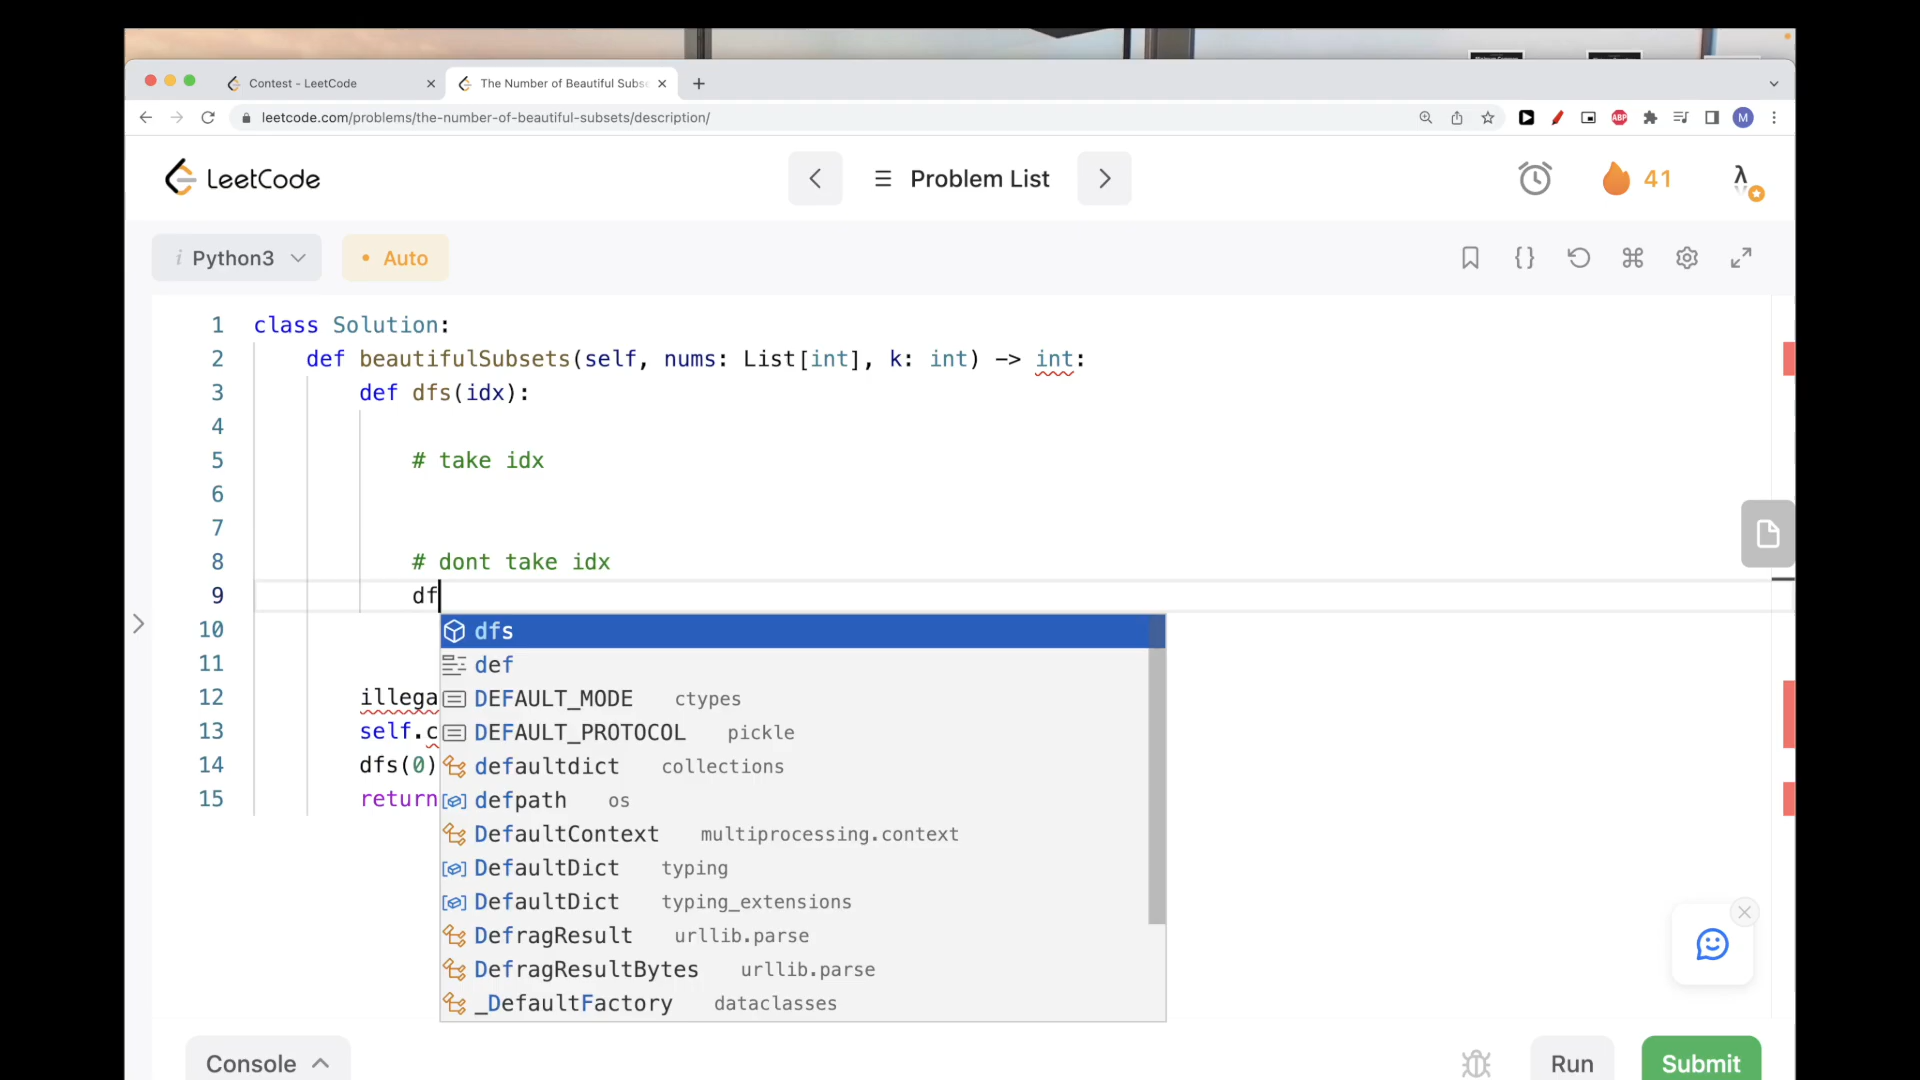 Contest - LeetCode
The Number of Beautiful Subse
leetcode.com/problems/the-number-of-beautiful-subsets/description/
ABP
M
LeetCode
Problem List
41
i Python3
• Auto
1 class Solution:
2 def beautifulSubsets(self, nums: List[int], k: int) -> int:
3 def dfs(idx):
4
5 # take idx
6
7
8 # dont take idx
9 df
10
11
12 illega
13 self.c
14 dfs(0)
15 return
dfs
def
DEFAULT_MODE ctypes
DEFAULT_PROTOCOL pickle
defaultdict collections
defpath os
DefaultContext multiprocessing.context
DefaultDict typing
DefaultDict typing_extensions
DefragResult urllib.parse
DefragResultBytes urllib.parse
_DefaultFactory dataclasses
Console
Run
Submit